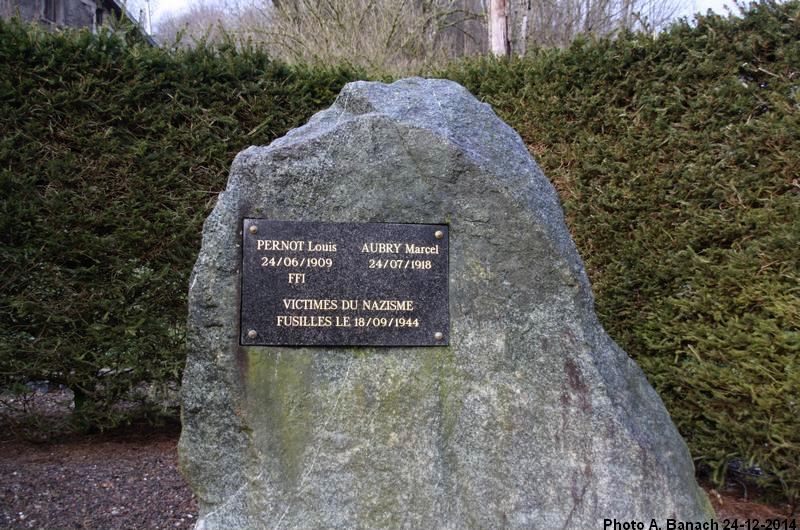 PERNOT Louis AUBRY Marcel
24/06/1909 24/07/1918
FFI
VICTIMES DU NAZISME
FUSILLES LE 18/09/1944
Photo A. Banach 24-12-2014